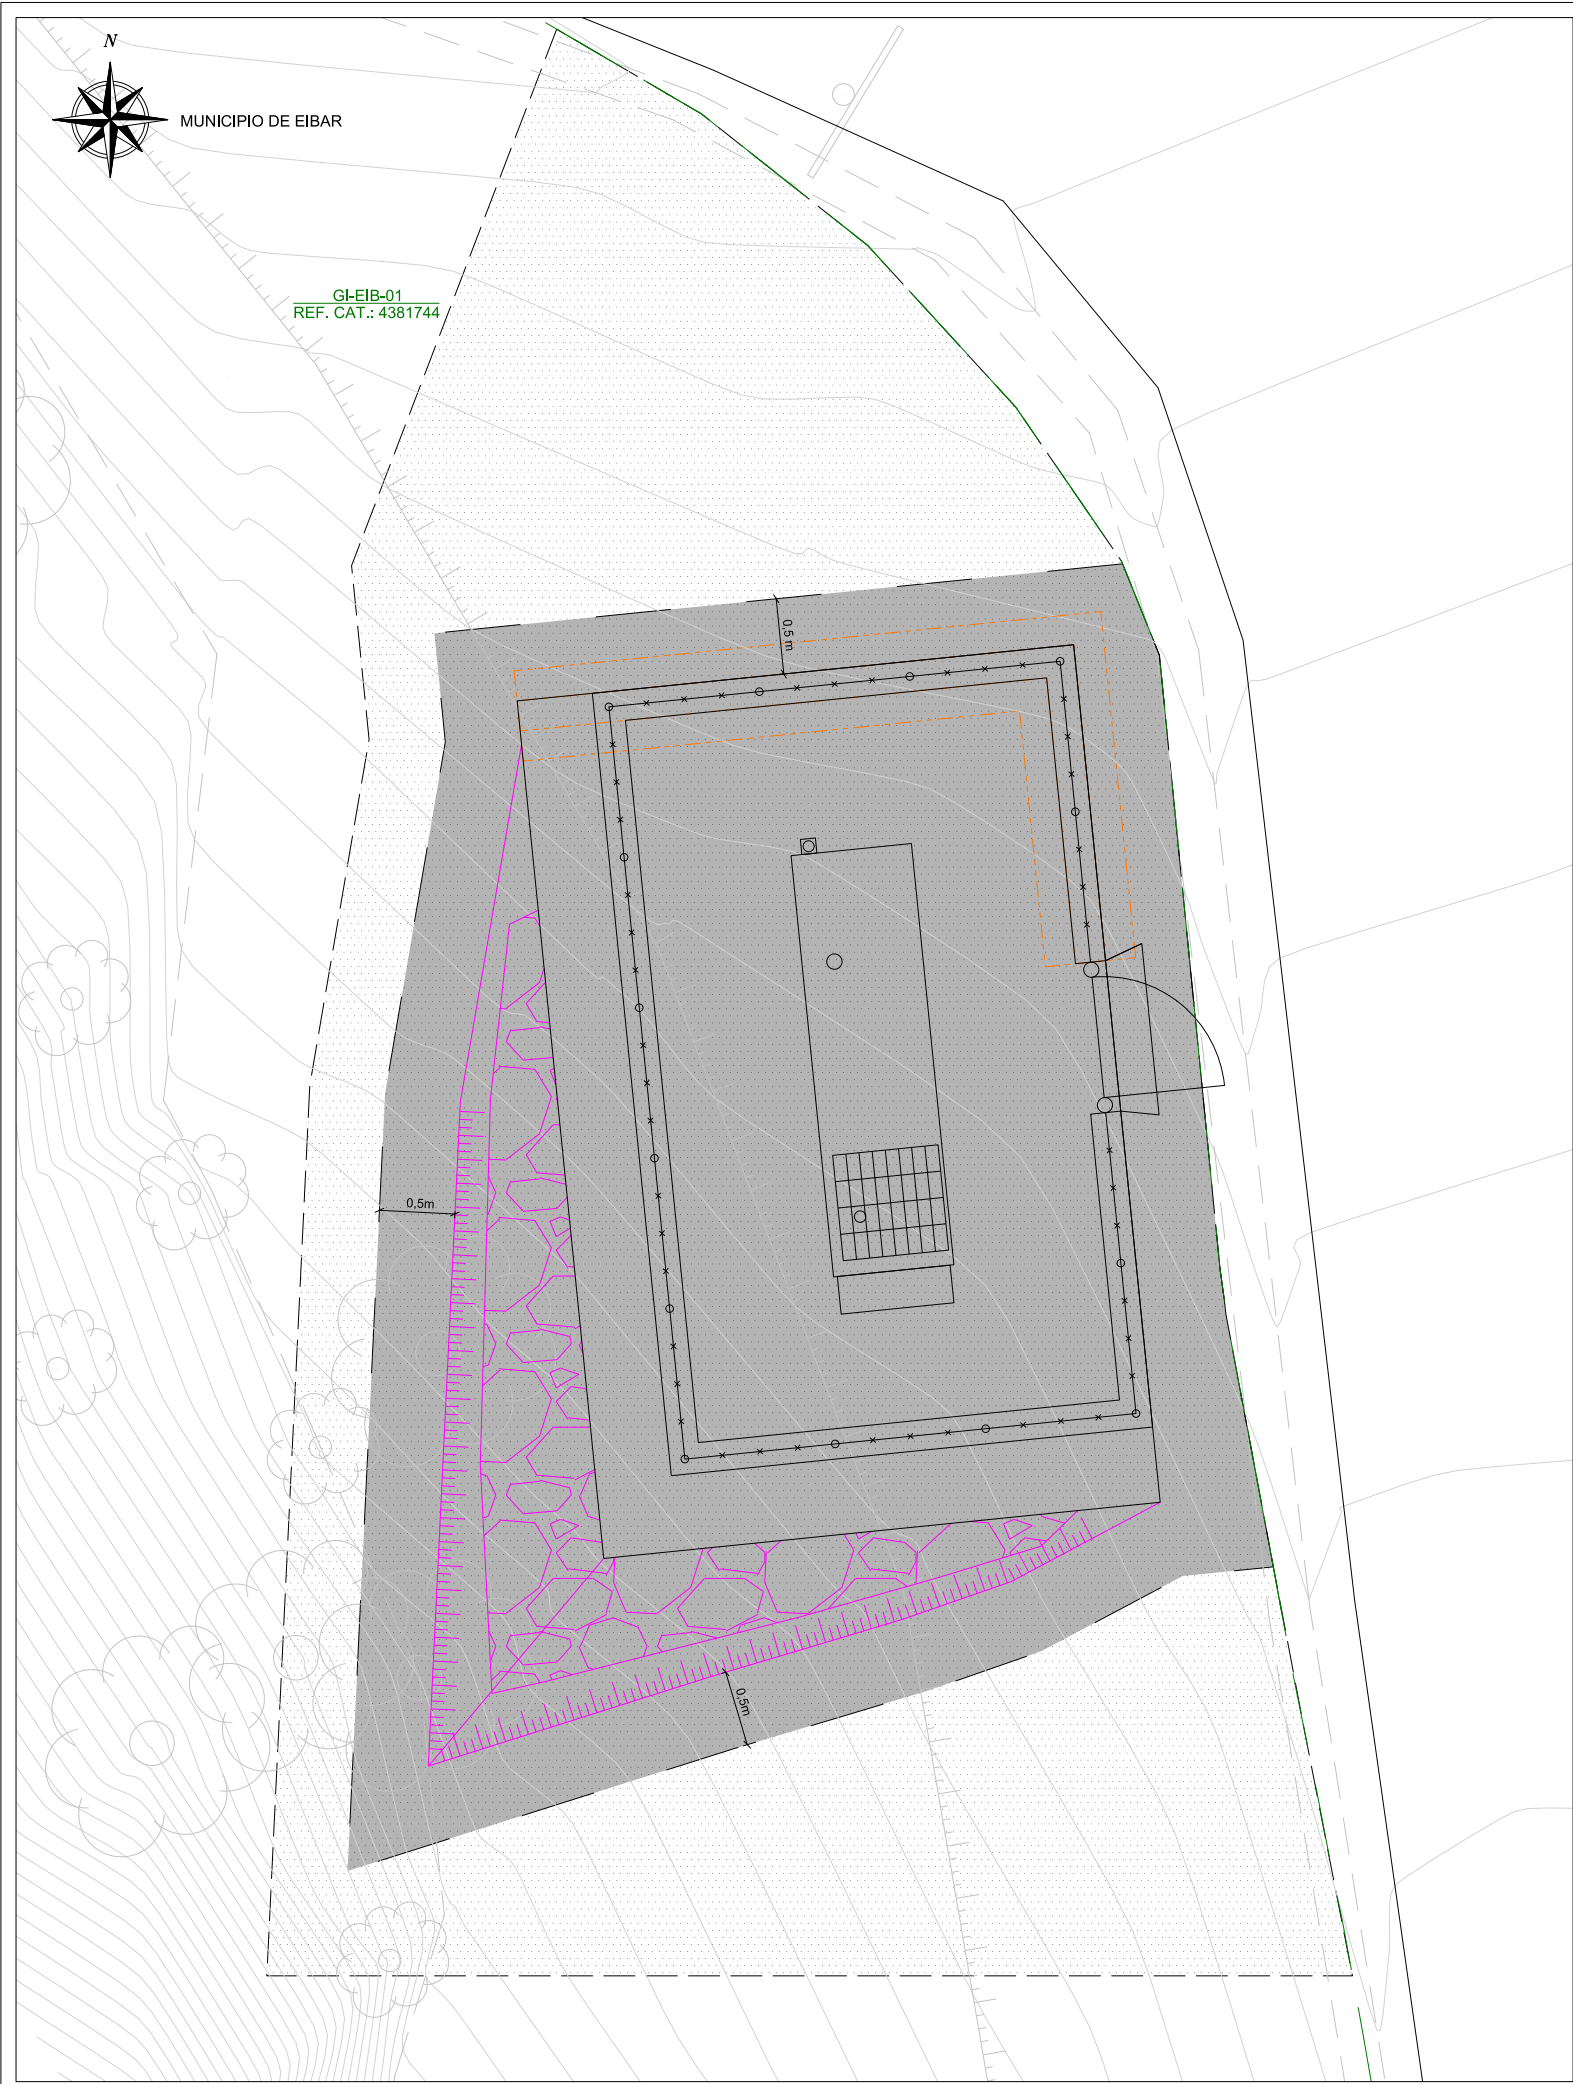 N
MUNICIPIO DE EIBAR
GI-EIB-01
REF. CAT.: 4381744
0,5 m
0,5m
0,5m